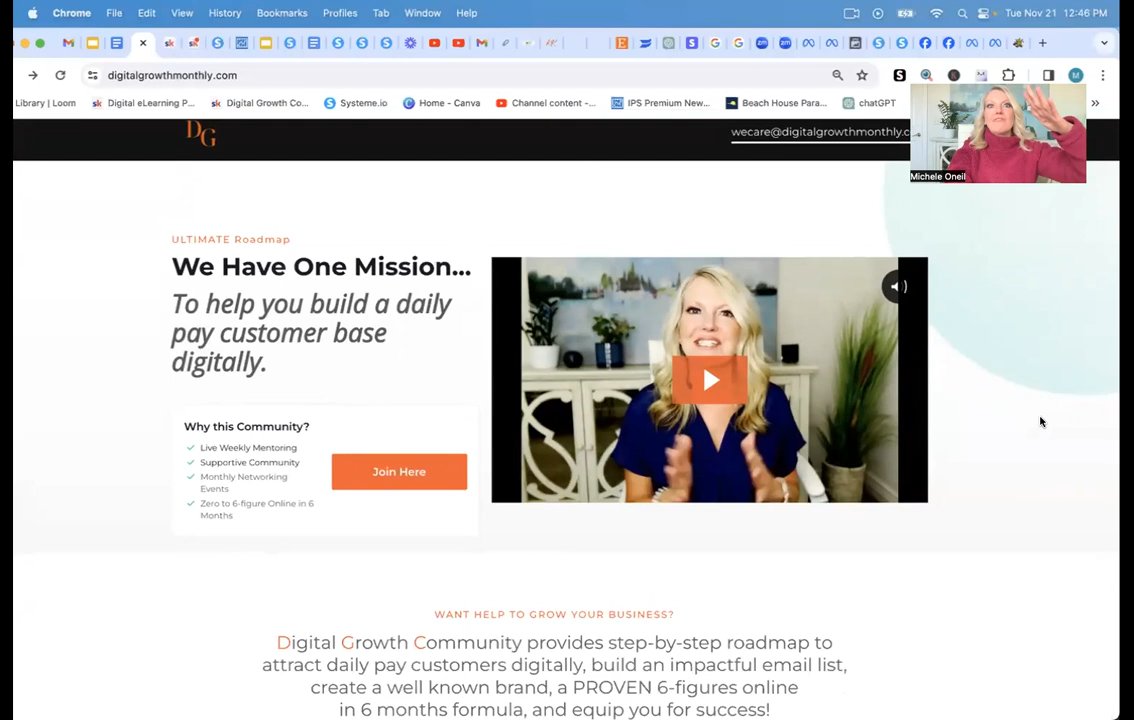 Chrome File Edit View History Bookmarks Profiles Tab Window Help Tue Nov 21 12:46 PM
digitalgrowthmonthly.com
Library | Loom Digital eLearning P... Digital Growth Co... Systeme.io Home - Canva Channel content -... IPS Premium New... Beach House Para... chatGPT
DG
wecare@digitalgrowthmonthly.c
Michele Oneil
ULTIMATE Roadmap
We Have One Mission...
To help you build a daily
pay customer base
digitally.
Why this Community?
Live Weekly Mentoring
Supportive Community
Monthly Networking
Events
Zero to 6-figure Online in 6
Months
Join Here
WANT HELP TO GROW YOUR BUSINESS?
Digital Growth Community provides step-by-step roadmap to
attract daily pay customers digitally, build an impactful email list,
create a well known brand, a PROVEN 6-figures online
in 6 months formula, and equip you for success!